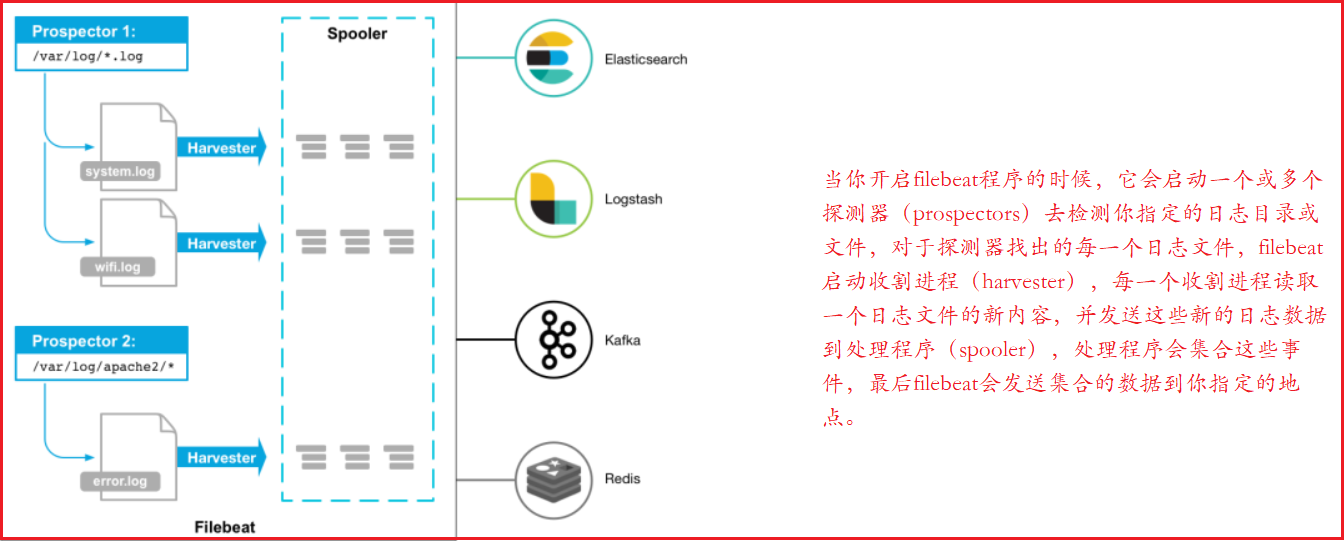 Prospector 1:
/var/log/*.log
system.log
Harvester
wifi.log
Harvester
Prospector 2:
/var/log/apache2/*
error.log
Harvester
Spooler
Filebeat
Elasticsearch
Logstash
Kafka
Redis
当你开启filebeat程序的时候，它会启动一个或多个
探测器（prospectors）去检测你指定的日志目录或
文件，对于探测器找出的每一个日志文件，filebeat
启动收割进程（harvester），每一个收割进程读取
一个日志文件的新内容，并发送这些新的日志数据
到处理程序（spooler），处理程序会集合这些事
件，最后filebeat会发送集合的数据到你指定的地
点。